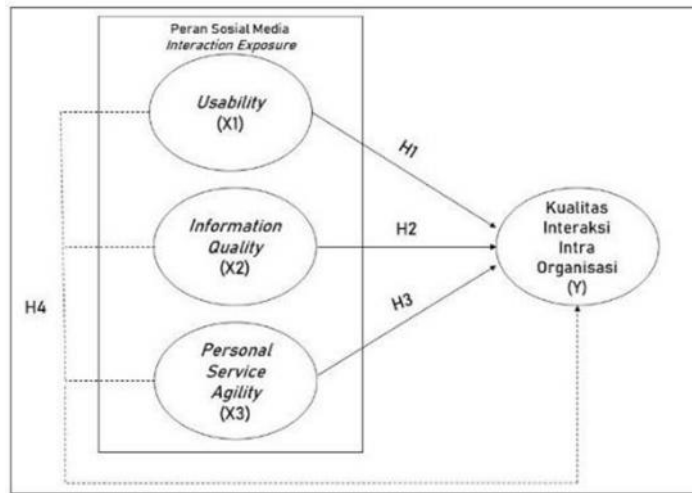 Peran Sosial Media
Interaction Exposure
Usability
(X1)
H1
Information
Quality
(X2)
H2
Kualitas
Interaksi
Intra
Organisasi
(Y)
H4
H3
Personal
Service
Agility
(X3)